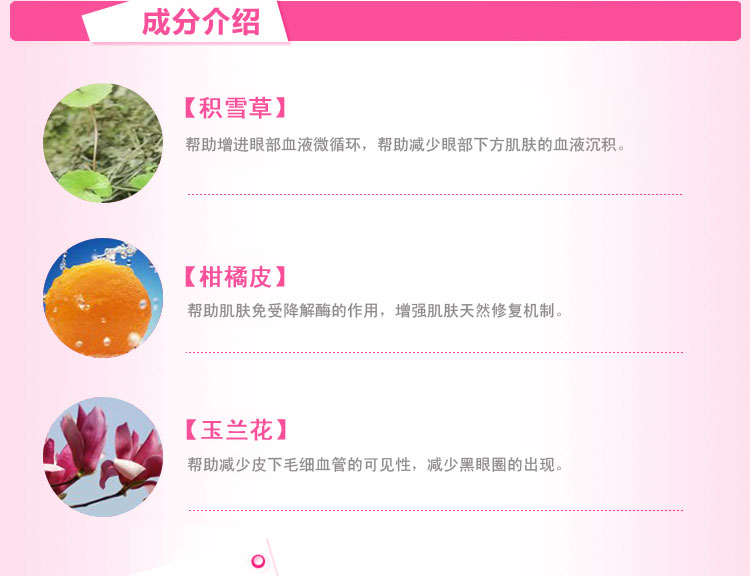 成分介绍
【积雪草】
帮助增进眼部血液微循环，帮助减少眼部下方肌肤的血液沉积。
【柑橘皮】
帮助肌肤免受降解酶的作用，增强肌肤天然修复机制。
【玉兰花】
帮助减少皮下毛细血管的可见性，减少黑眼圈的出现。